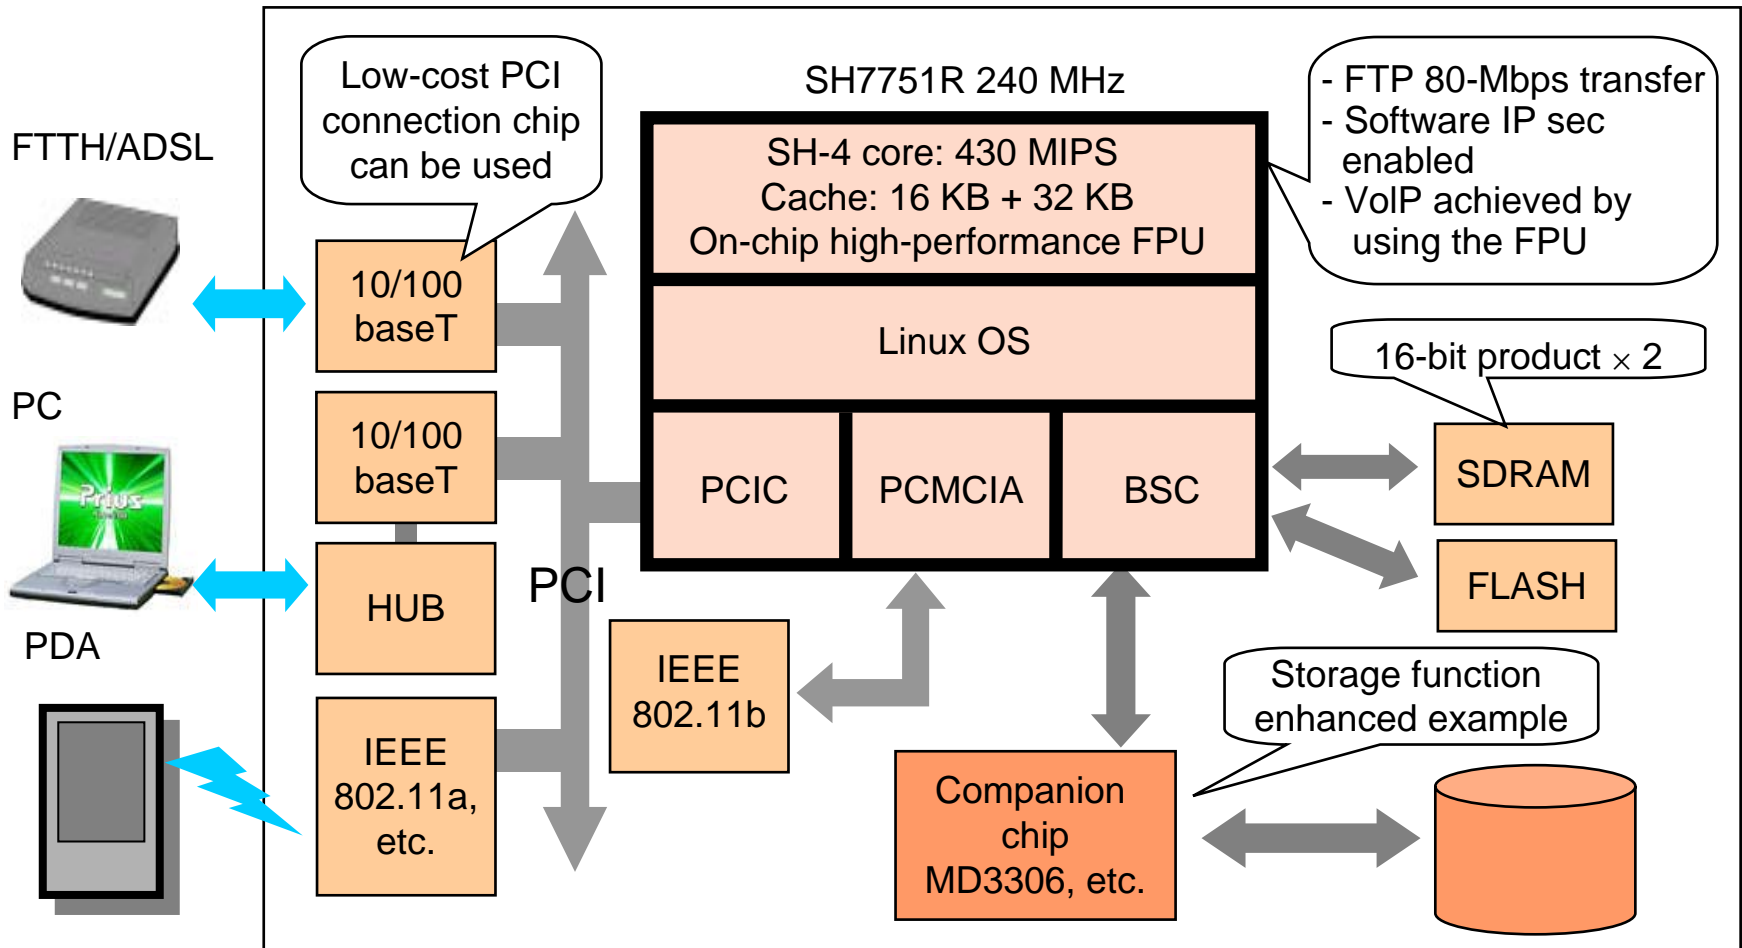 Low-cost PCI
connection chip
can be used
SH7751R 240 MHz
- FTP 80-Mbps transfer
- Software IP sec
enabled
- VoIP achieved by
using the FPU
FTTH/ADSL
SH-4 core: 430 MIPS
Cache: 16 KB + 32 KB
On-chip high-performance FPU
10/100
baseT
Linux OS
16-bit product × 2
PC
10/100
baseT
Prius
PCIC
PCMCIA
BSC
SDRAM
HUB
PCI
FLASH
PDA
IEEE
802.11b
Storage function
enhanced example
IEEE
802.11a,
etc.
Companion
chip
MD3306, etc.